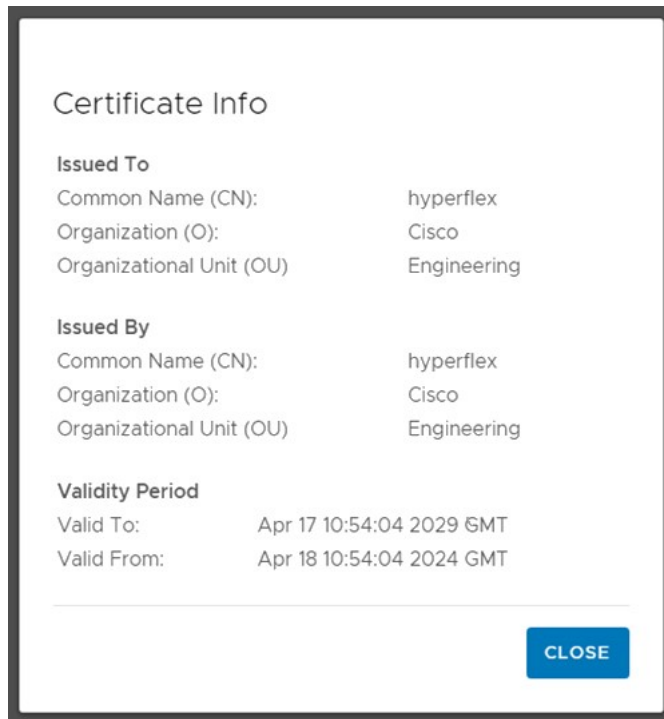 Certificate Info
Issued To
Common Name (CN): hyperflex
Organization (O): Cisco
Organizational Unit (OU) Engineering
Issued By
Common Name (CN): hyperflex
Organization (O): Cisco
Organizational Unit (OU) Engineering
Validity Period
Valid To: Apr 17 10:54:04 2029 GMT
Valid From: Apr 18 10:54:04 2024 GMT
CLOSE